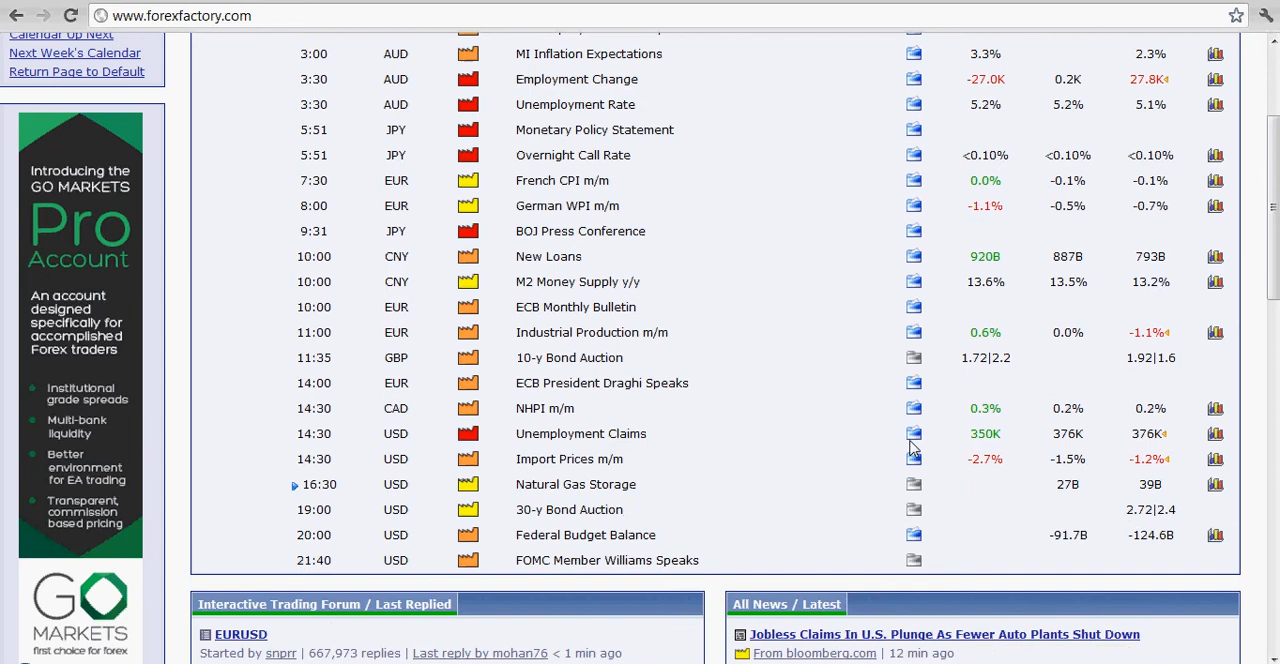 www.forexfactory.com
Calendar Up Next
Next Week's Calendar
Return Page to Default
Introducing the
GO MARKETS
Pro
Account
An account
designed
specifically for
accomplished
Forex traders
Institutional
grade spreads
Multi-bank
liquidity
Better
environment
for EA trading
Transparent,
commission
based pricing
GO
MARKETS
first choice for forex
3:00 AUD MI Inflation Expectations 3.3% 2.3%
3:30 AUD Employment Change -27.0K 0.2K 27.8K
3:30 AUD Unemployment Rate 5.2% 5.2% 5.1%
5:51 JPY Monetary Policy Statement
5:51 JPY Overnight Call Rate <0.10% <0.10% <0.10%
7:30 EUR French CPI m/m 0.0% -0.1% -0.1%
8:00 EUR German WPI m/m -1.1% -0.5% -0.7%
9:31 JPY BOJ Press Conference
10:00 CNY New Loans 920B 887B 793B
10:00 CNY M2 Money Supply y/y 13.6% 13.5% 13.2%
10:00 EUR ECB Monthly Bulletin
11:00 EUR Industrial Production m/m 0.6% 0.0% -1.1%
11:35 GBP 10-y Bond Auction 1.72|2.2 1.92|1.6
14:00 EUR ECB President Draghi Speaks
14:30 CAD NHPI m/m 0.3% 0.2% 0.2%
14:30 USD Unemployment Claims 350K 376K 376K
14:30 USD Import Prices m/m -2.7% -1.5% -1.2%
16:30 USD Natural Gas Storage 27B 39B
19:00 USD 30-y Bond Auction 2.72|2.4
20:00 USD Federal Budget Balance -91.7B -124.6B
21:40 USD FOMC Member Williams Speaks
Interactive Trading Forum / Last Replied
EURUSD
Started by snprr | 667,973 replies | Last reply by mohan76 < 1 min ago
All News / Latest
Jobless Claims In U.S. Plunge As Fewer Auto Plants Shut Down
From bloomberg.com | 12 min ago